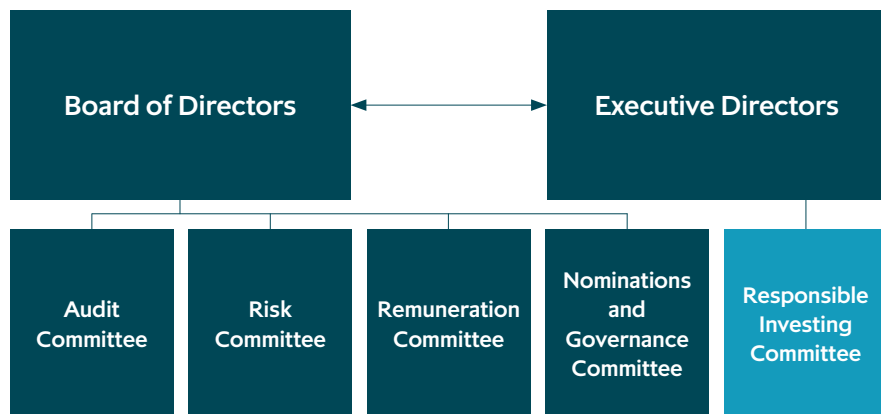 Board of Directors
Executive Directors
Audit
Committee
Risk
Committee
Remuneration
Committee
Nominations
and
Governance
Committee
Responsible
Investing
Committee